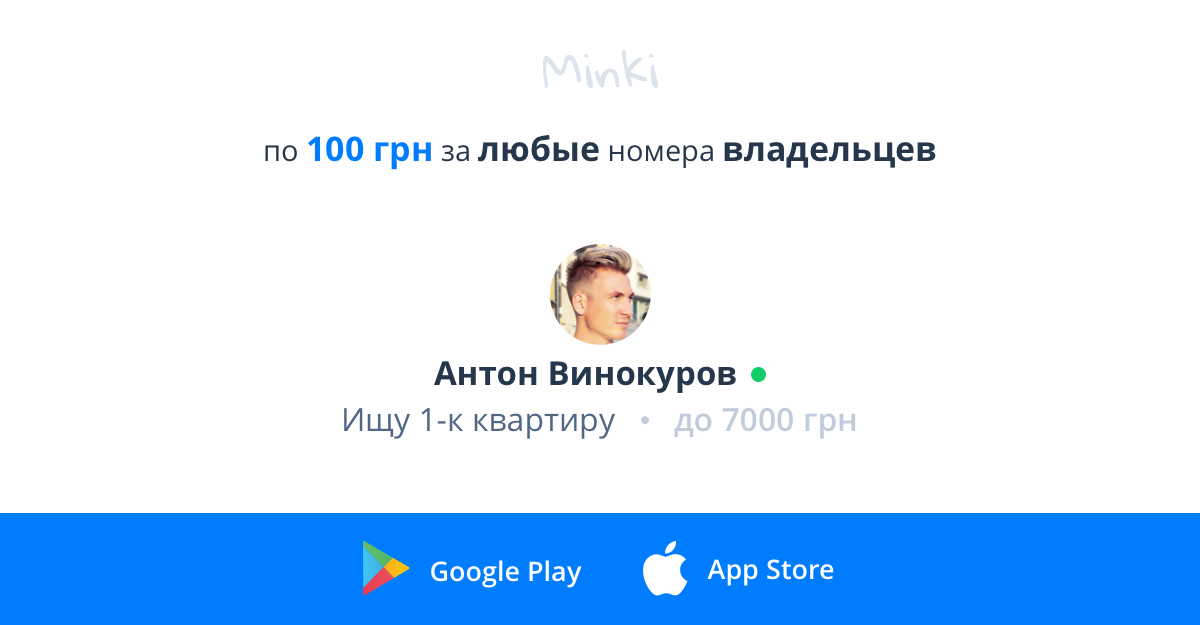 Minki
по 100 грн за любые номера владельцев
Антон Винокуров
Ищу 1-к квартиру • до 7000 грн
Google Play App Store